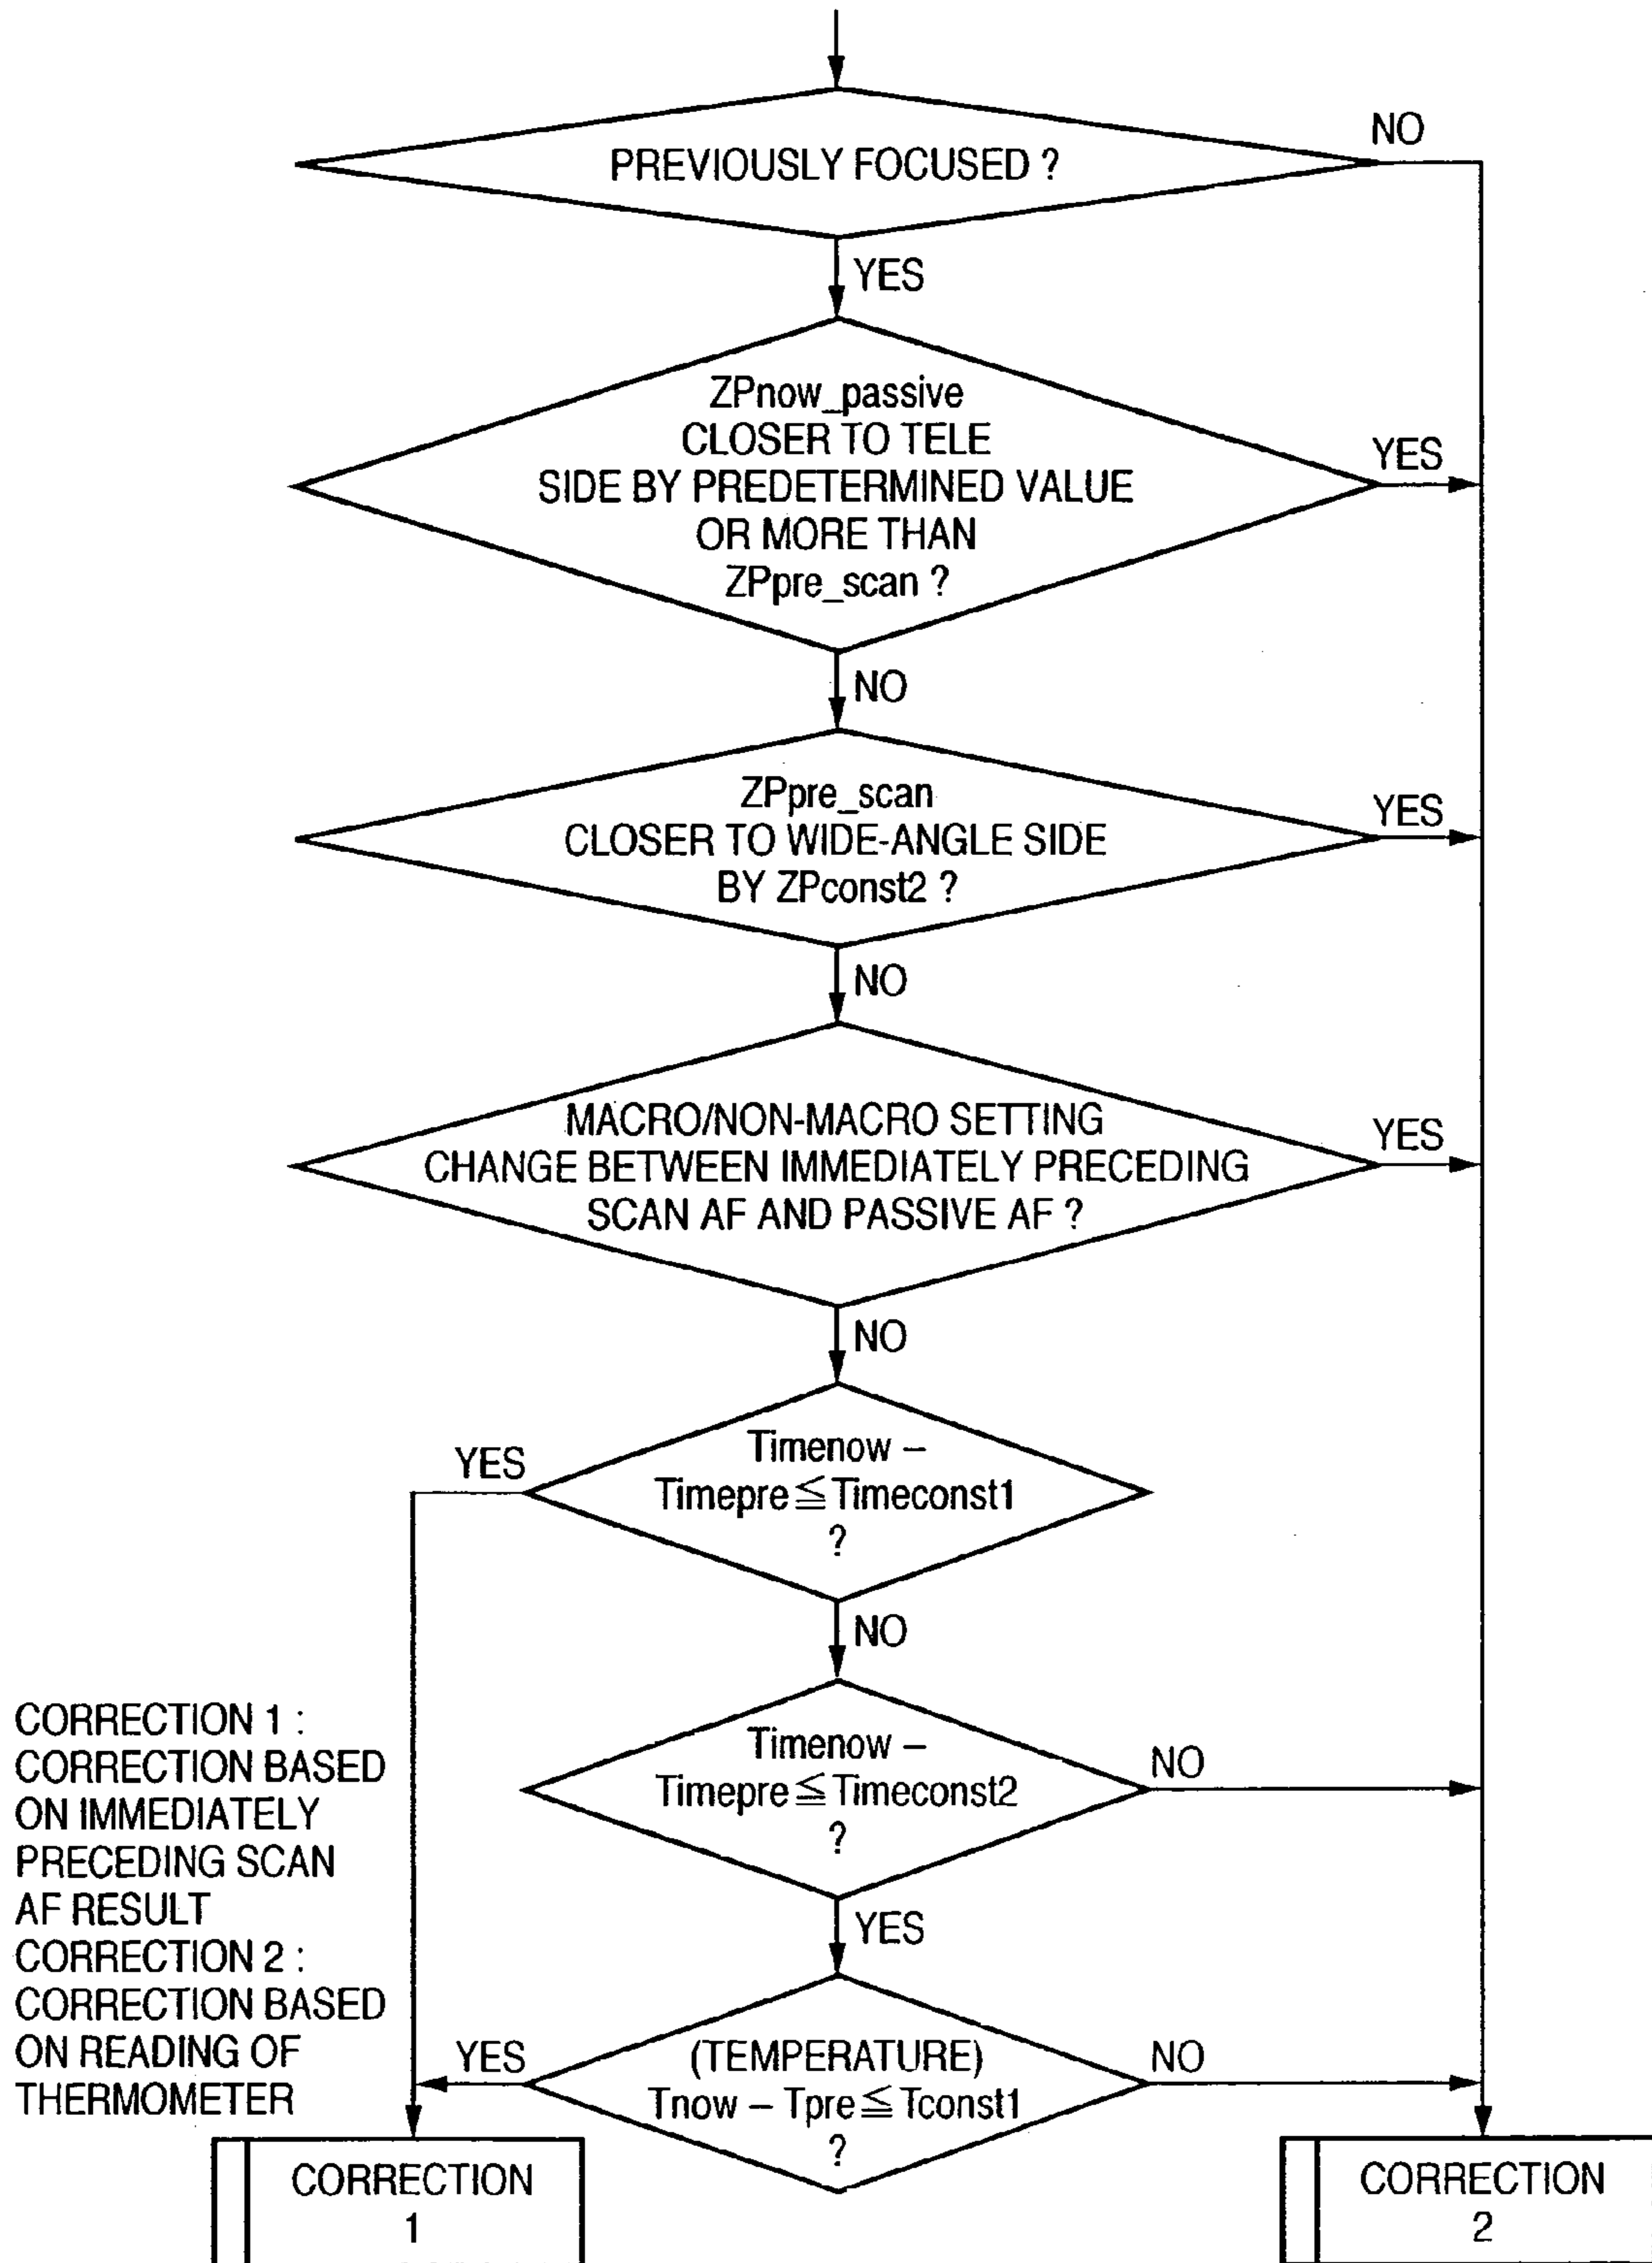 NO
PREVIOUSLY FOCUSED ?
YES
ZPnow_passive
CLOSER TO TELE
SIDE BY PREDETERMINED VALUE
OR MORE THAN
ZPpre_scan ?
YES
NO
ZPpre_scan
CLOSER TO WIDE-ANGLE SIDE
BY ZPconst2 ?
YES
NO
MACRO/NON-MACRO SETTING
CHANGE BETWEEN IMMEDIATELY PRECEDING
SCAN AF AND PASSIVE AF ?
YES
NO
YES
Timenow –
Timepre ≦ Timeconst1
?
NO
Timenow –
Timepre ≦ Timeconst2
?
NO
YES
CORRECTION 1 :
CORRECTION BASED
ON IMMEDIATELY
PRECEDING SCAN
AF RESULT
CORRECTION 2 :
CORRECTION BASED
ON READING OF
THERMOMETER
YES
(TEMPERATURE)
Tnow – Tpre ≦ Tconst1
?
NO
CORRECTION
1
CORRECTION
2